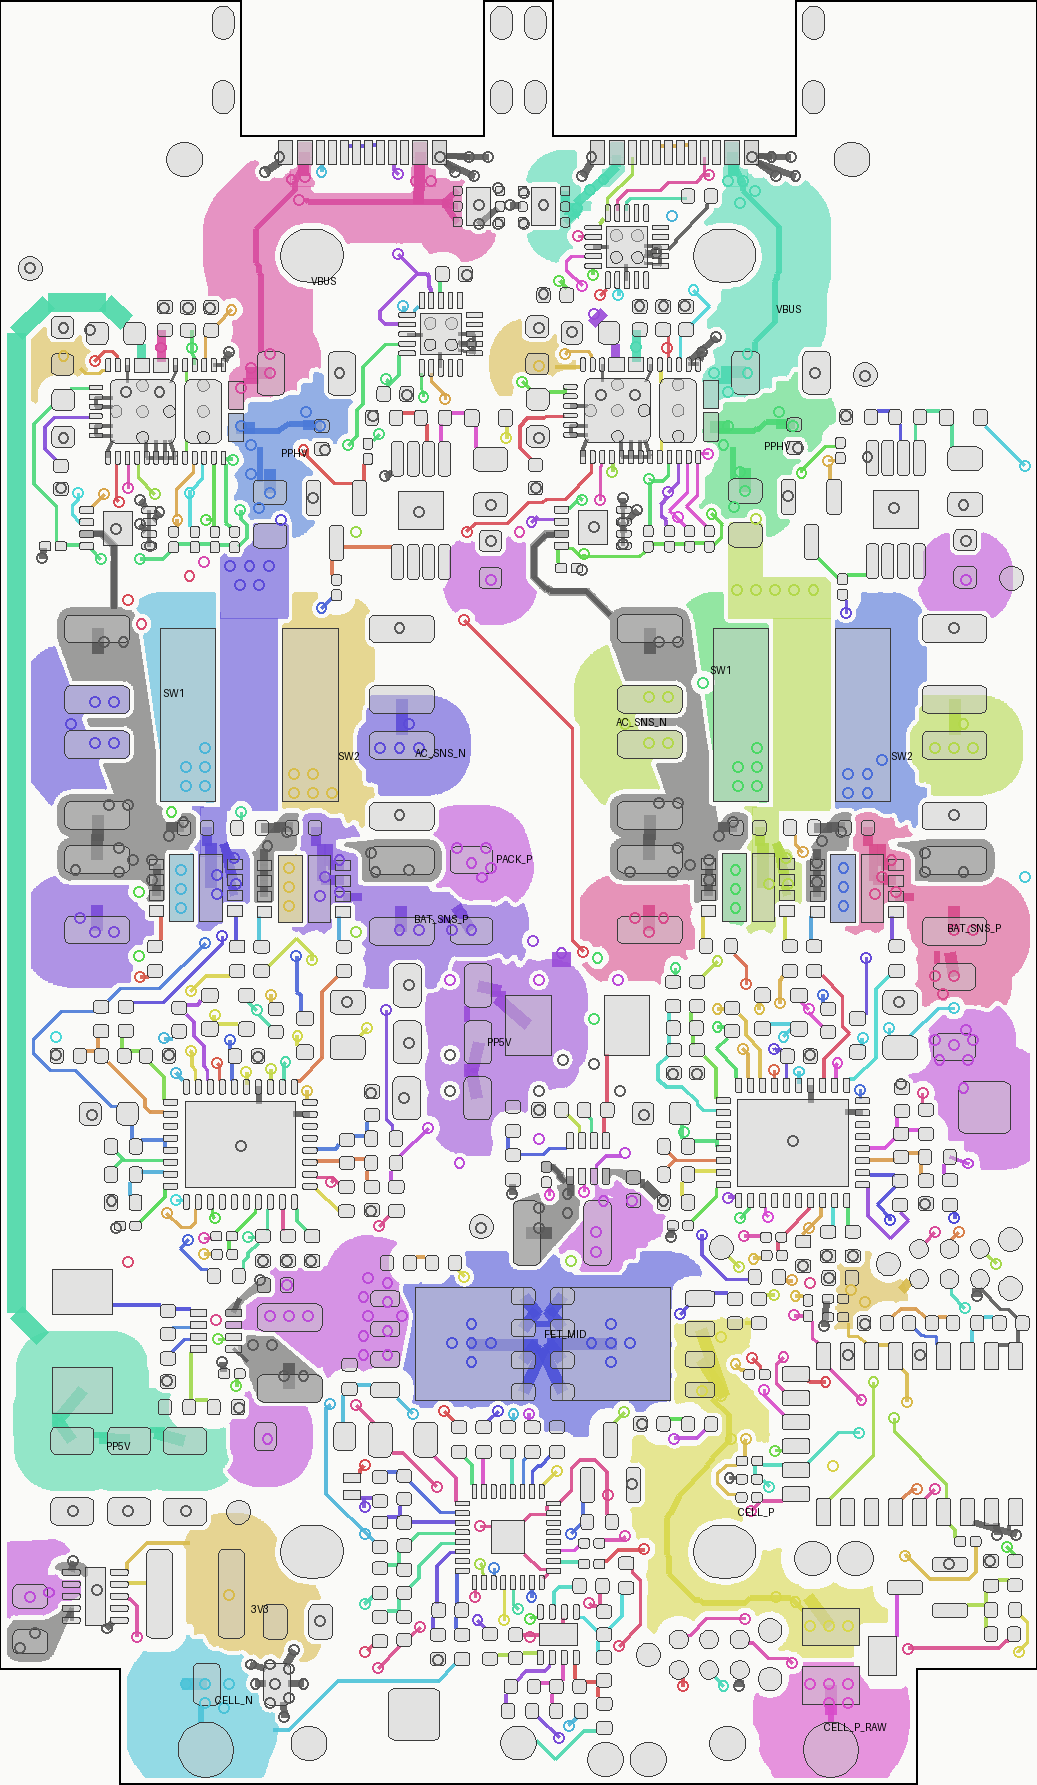 VBUS
VBUS
PPHV
PPHV
SW1
SW1
AC_SNS_N
SW2
AC_SNS_N
SW2
PACK_P
BAT_SNS_P
BAT_SNS_P
PP5V
FET_MID
PP5V
CELL_P
3V3
CELL_N
CELL_P_RAW